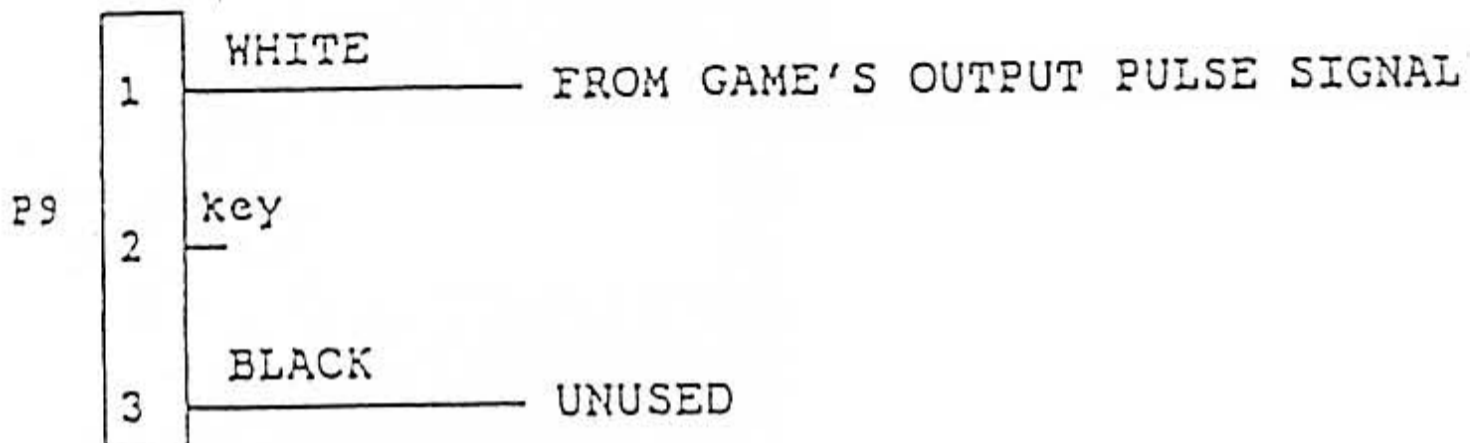 WHITE
1 FROM GAME'S OUTPUT PULSE SIGNAL
P9 key
2
BLACK
3 UNUSED